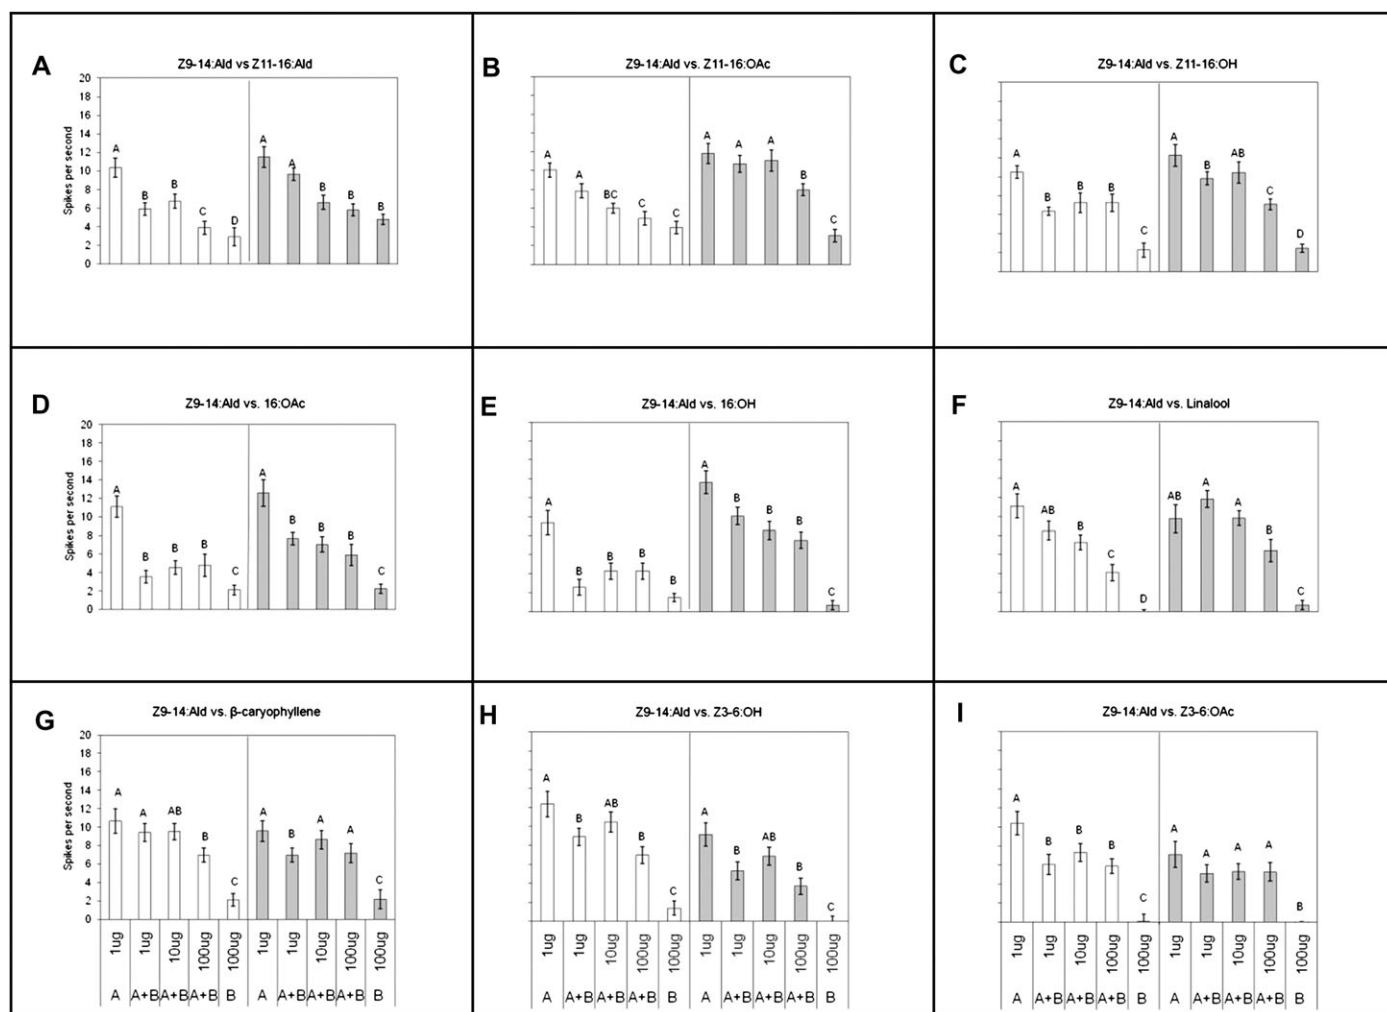 A
Z9-14:Ald vs Z11-16:Ald
Spikes per second
20
18
16
14
12
10
8
6
4
2
0
A B B C D A A B B B
B
Z9-14:Ald vs. Z11-16:OAc
A A BC C C A A A B C
C
Z9-14:Ald vs. Z11-16:OH
A B B B C A B AB C D
D
Z9-14:Ald vs. 16:OAc
Spikes per second
20
18
16
14
12
10
8
6
4
2
0
A B B B C A B B B C
E
Z9-14:Ald vs. 16:OH
A B B B B A B B B C
F
Z9-14:Ald vs. Linalool
A AB B C D AB A A B C
G
Z9-14:Ald vs. β-caryophyllene
Spikes per second
20
18
16
14
12
10
8
6
4
2
0
A A AB B C A B A A C
1ug 1ug 10ug 100ug 100ug 1ug 1ug 10ug 100ug 100ug
A A+B A+B A+B B A A+B A+B A+B B
H
Z9-14:Ald vs. Z3-6:OH
A B AB B C A B AB B C
1ug 1ug 10ug 100ug 100ug 1ug 1ug 10ug 100ug 100ug
A A+B A+B A+B B A A+B A+B A+B B
I
Z9-14:Ald vs. Z3-6:OAc
A B B B C A A A A B
1ug 1ug 10ug 100ug 100ug 1ug 1ug 10ug 100ug 100ug
A A+B A+B A+B B A A+B A+B A+B B